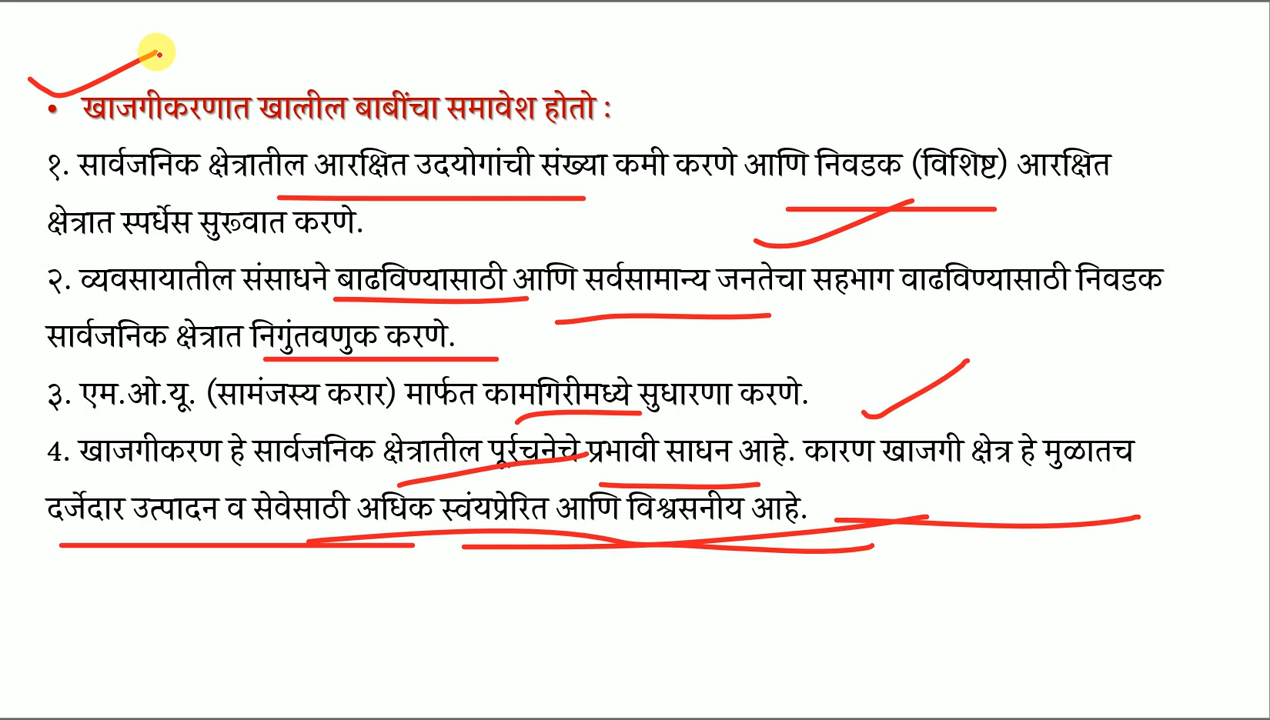 • खाजगीकरणात खालील बाबींचा समावेश होतो :
१. सार्वजनिक क्षेत्रातील आरक्षित उदयोगांची संख्या कमी करणे आणि निवडक (विशिष्ट) आरक्षित
क्षेत्रात स्पर्धेस सुरूवात करणे.
२. व्यवसायातील संसाधने बाढविण्यासाठी आणि सर्वसामान्य जनतेचा सहभाग वाढविण्यासाठी निवडक
सार्वजनिक क्षेत्रात निगुंतवणुक करणे.
३. एम.ओ.यू. (सामंजस्य करार) मार्फत कामगिरीमध्ये सुधारणा करणे.
4. खाजगीकरण हे सार्वजनिक क्षेत्रातील पूर्रचनेचे प्रभावी साधन आहे. कारण खाजगी क्षेत्र हे मुळातच
दर्जेदार उत्पादन व सेवेसाठी अधिक स्वंयप्रेरित आणि विश्वसनीय आहे.